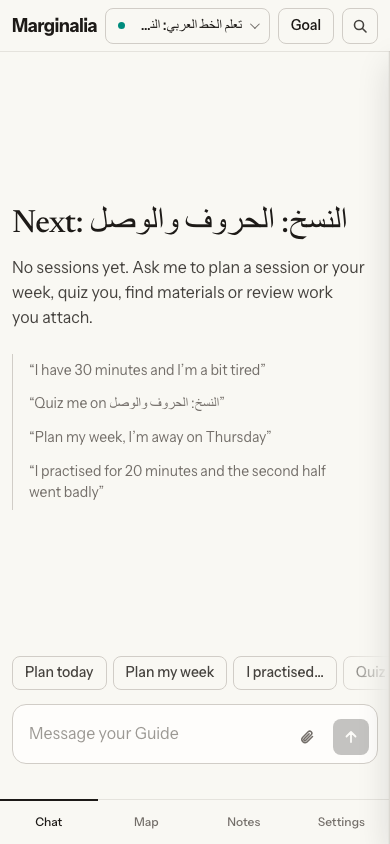 Marginalia
تعلم الخط العربي: الن...
Goal
Next: النسخ: الحروف والوصل
No sessions yet. Ask me to plan a session or your
week, quiz you, find materials or review work
you attach.
“I have 30 minutes and I’m a bit tired”
“Quiz me on النسخ: الحروف والوصل”
“Plan my week, I’m away on Thursday”
“I practised for 20 minutes and the second half
went badly”
Plan today
Plan my week
I practised…
Quiz
Message your Guide
Chat
Map
Notes
Settings